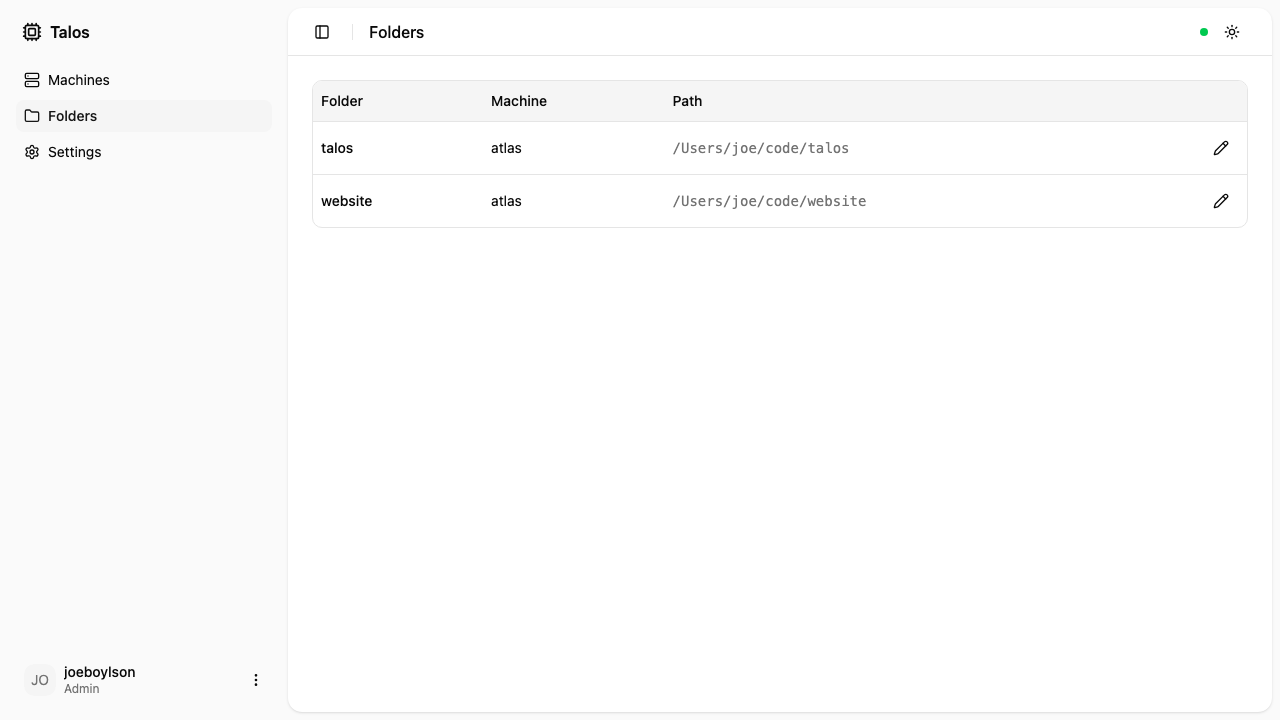 Talos
Machines
Folders
Settings
JO
joeboylson
Admin
Folders
Folder Machine Path
talos atlas /Users/joe/code/talos
website atlas /Users/joe/code/website